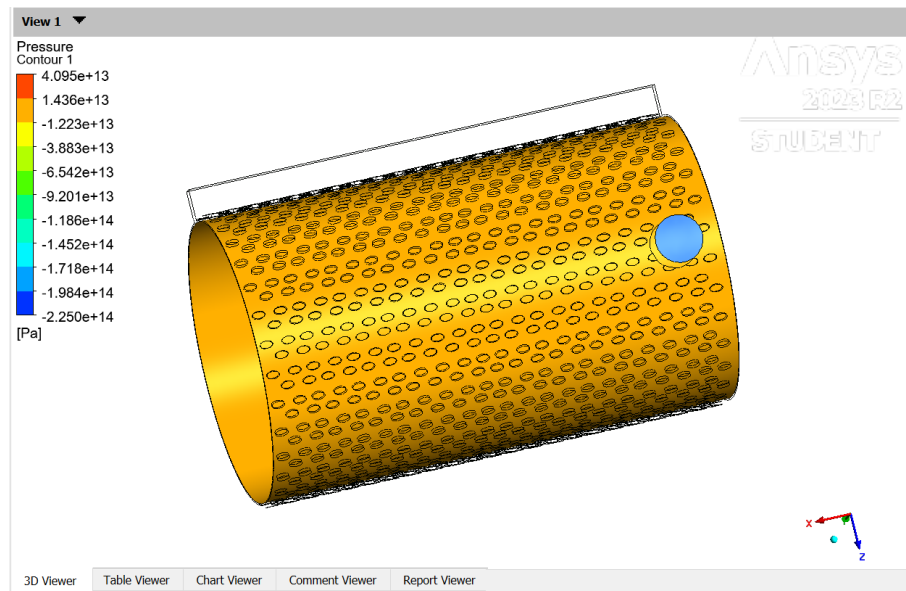 View 1
Pressure
Contour 1
4.095e+13
1.436e+13
-1.223e+13
-3.883e+13
-6.542e+13
-9.201e+13
-1.186e+14
-1.452e+14
-1.718e+14
-1.984e+14
-2.250e+14
[Pa]
Ansys
2023 R2
STUDENT
X
Y
Z
3D Viewer Table Viewer Chart Viewer Comment Viewer Report Viewer